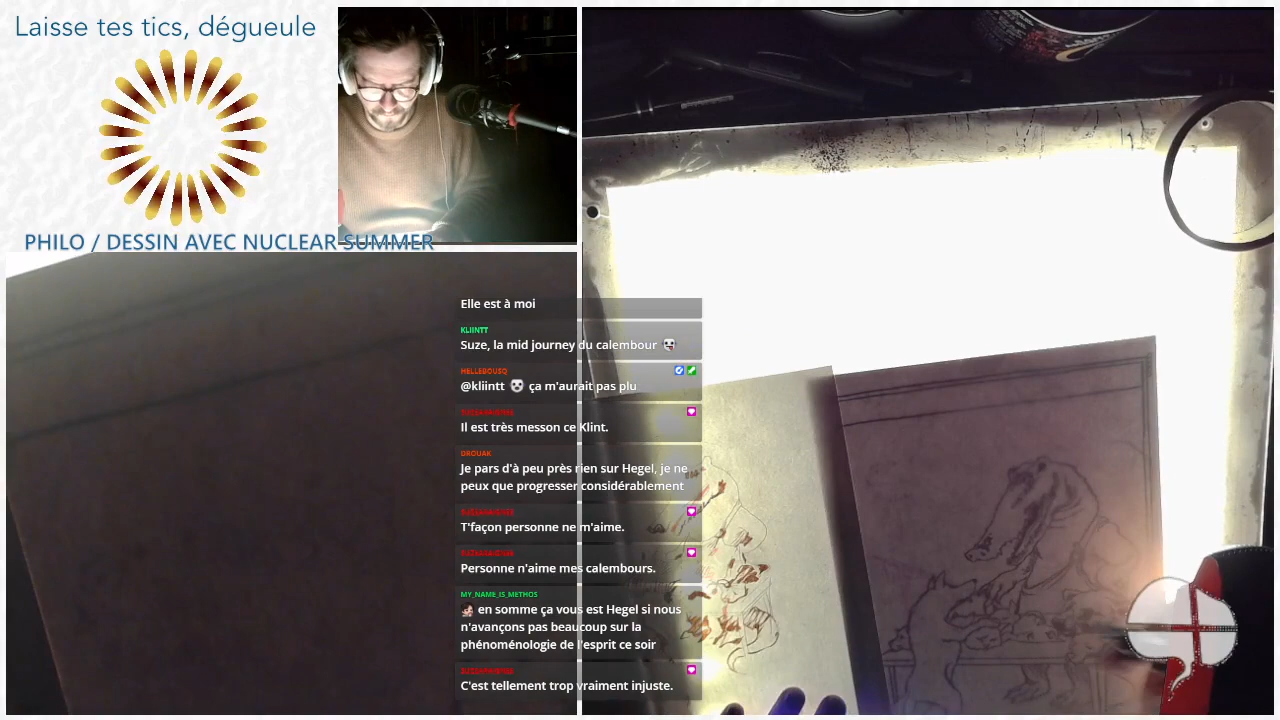 Laisse tes tics, dégueule
PHILO / DESSIN AVEC NUCLEAR SUMMER
Elle est à moi
KLIINTT
Suze, la mid journey du calembour
HELLEBOUSQ
@kliintt ça m'aurait pas plu
Il est très messon ce Klint.
DROUAK
Je pars d'à peu près rien sur Hegel, je ne
peux que progresser considérablement
T'façon personne ne m'aime.
Personne n'aime mes calembours.
MY_NAME_IS_METHOS
en somme ça vous est Hegel si nous
n'avançons pas beaucoup sur la
phénoménologie de l'esprit ce soir
C'est tellement trop vraiment injuste.